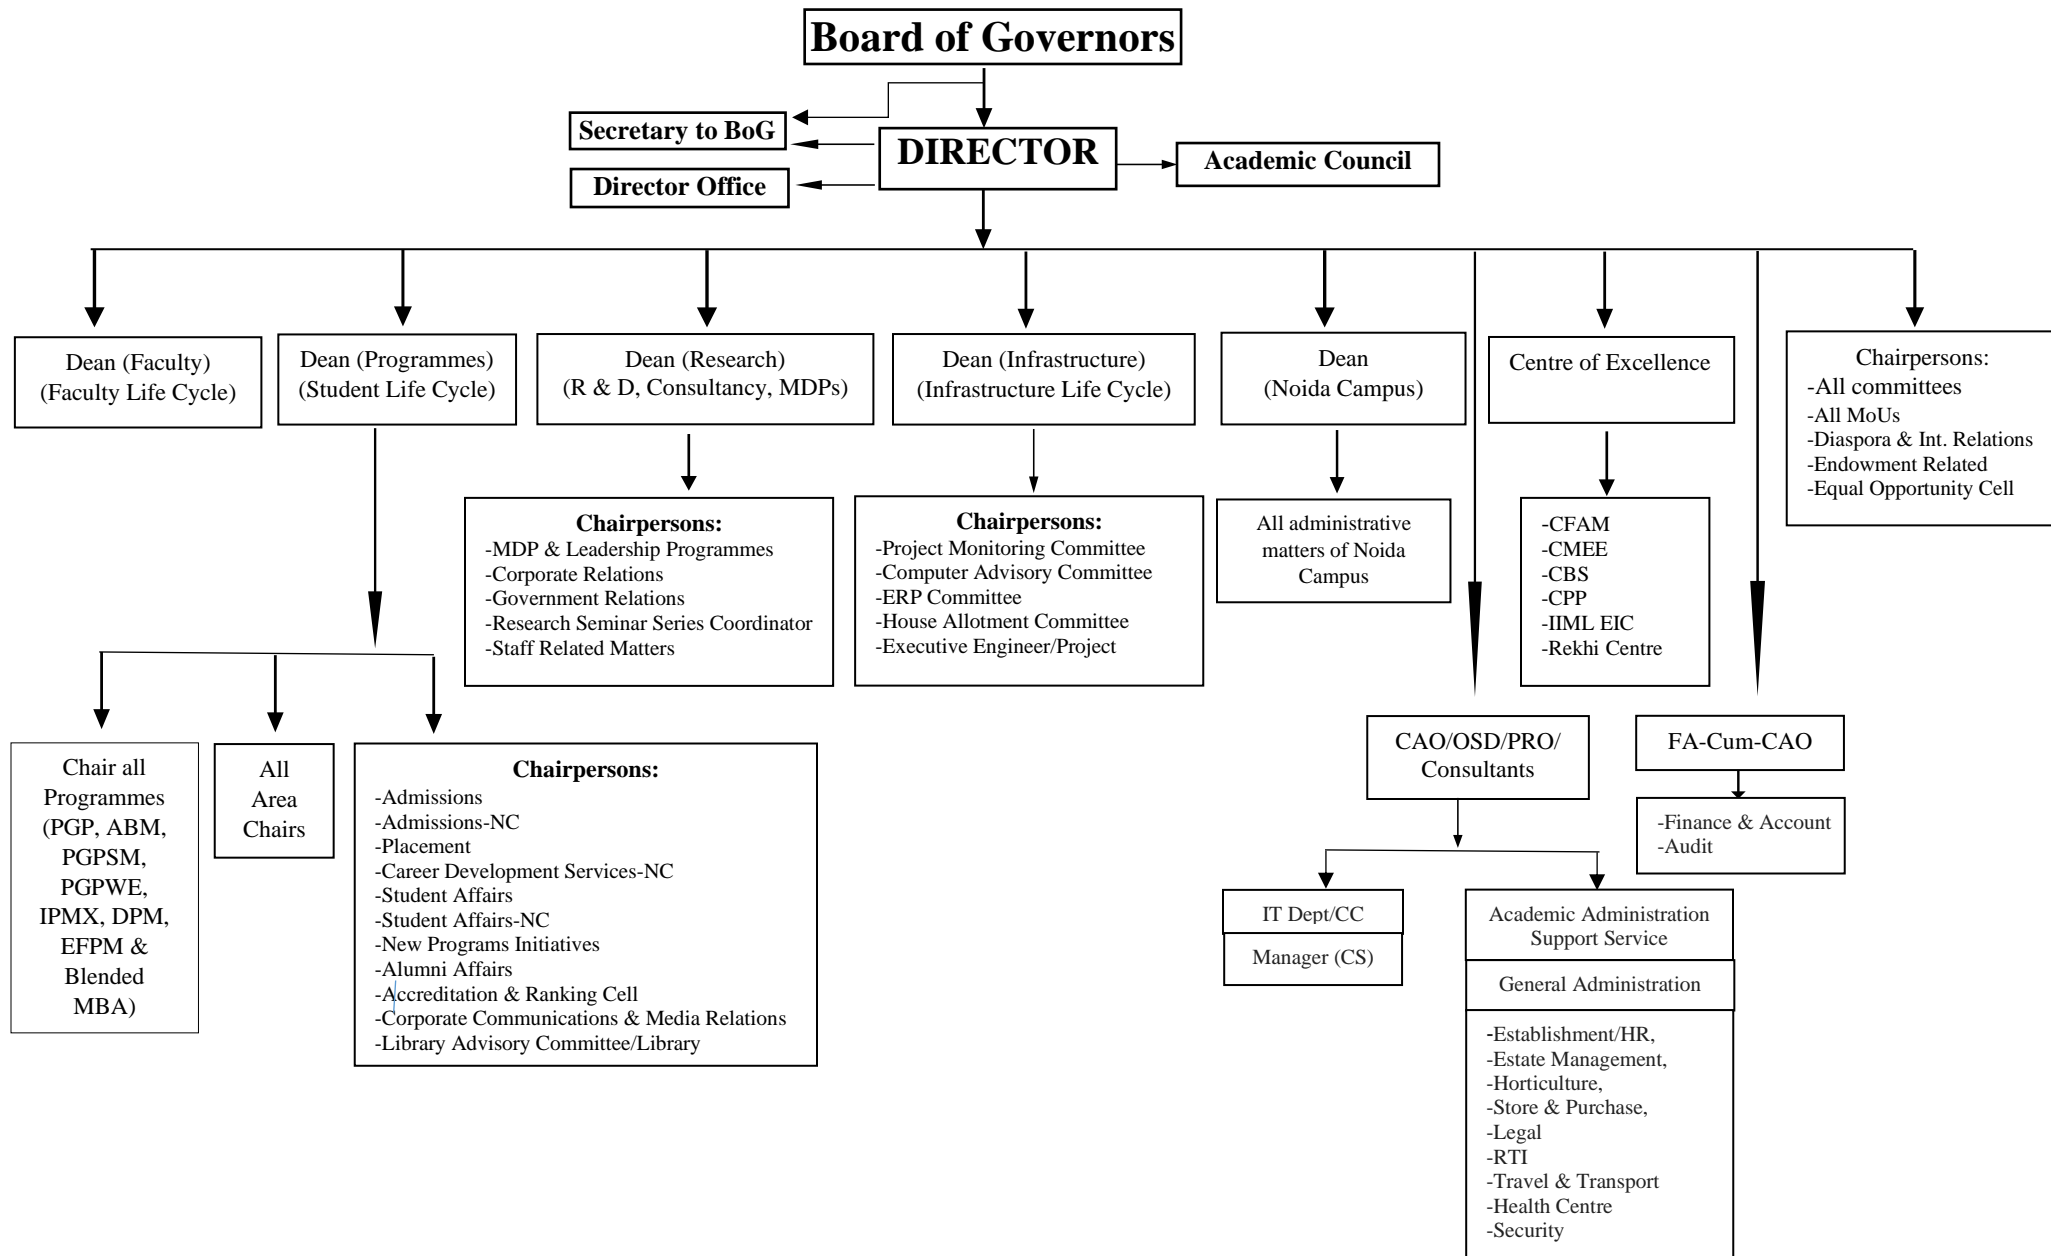 Board of Governors
Secretary to BoG
DIRECTOR
Academic Council
Director Office
Dean (Faculty)
(Faculty Life Cycle)
Dean (Programmes)
(Student Life Cycle)
Dean (Research)
(R & D, Consultancy, MDPs)
Dean (Infrastructure)
(Infrastructure Life Cycle)
Dean
(Noida Campus)
Centre of Excellence
Chairpersons:
-All committees
-All MoUs
-Diaspora & Int. Relations
-Endowment Related
-Equal Opportunity Cell
Chairpersons:
-MDP & Leadership Programmes
-Corporate Relations
-Government Relations
-Research Seminar Series Coordinator
-Staff Related Matters
Chairpersons:
-Project Monitoring Committee
-Computer Advisory Committee
-ERP Committee
-House Allotment Committee
-Executive Engineer/Project
All administrative
matters of Noida
Campus
-CFAM
-CMEE
-CBS
-CPP
-IIML EIC
-Rekhi Centre
Chair all
Programmes
(PGP, ABM,
PGPSM,
PGPWE,
IPMX, DPM,
EFPM &
Blended
MBA)
All
Area
Chairs
Chairpersons:
-Admissions
-Admissions-NC
-Placement
-Career Development Services-NC
-Student Affairs
-Student Affairs-NC
-New Programs Initiatives
-Alumni Affairs
-Accreditation & Ranking Cell
-Corporate Communications & Media Relations
-Library Advisory Committee/Library
CAO/OSD/PRO/
Consultants
FA-Cum-CAO
-Finance & Account
-Audit
IT Dept/CC
Manager (CS)
Academic Administration
Support Service
General Administration
-Establishment/HR,
-Estate Management,
-Horticulture,
-Store & Purchase,
-Legal
-RTI
-Travel & Transport
-Health Centre
-Security